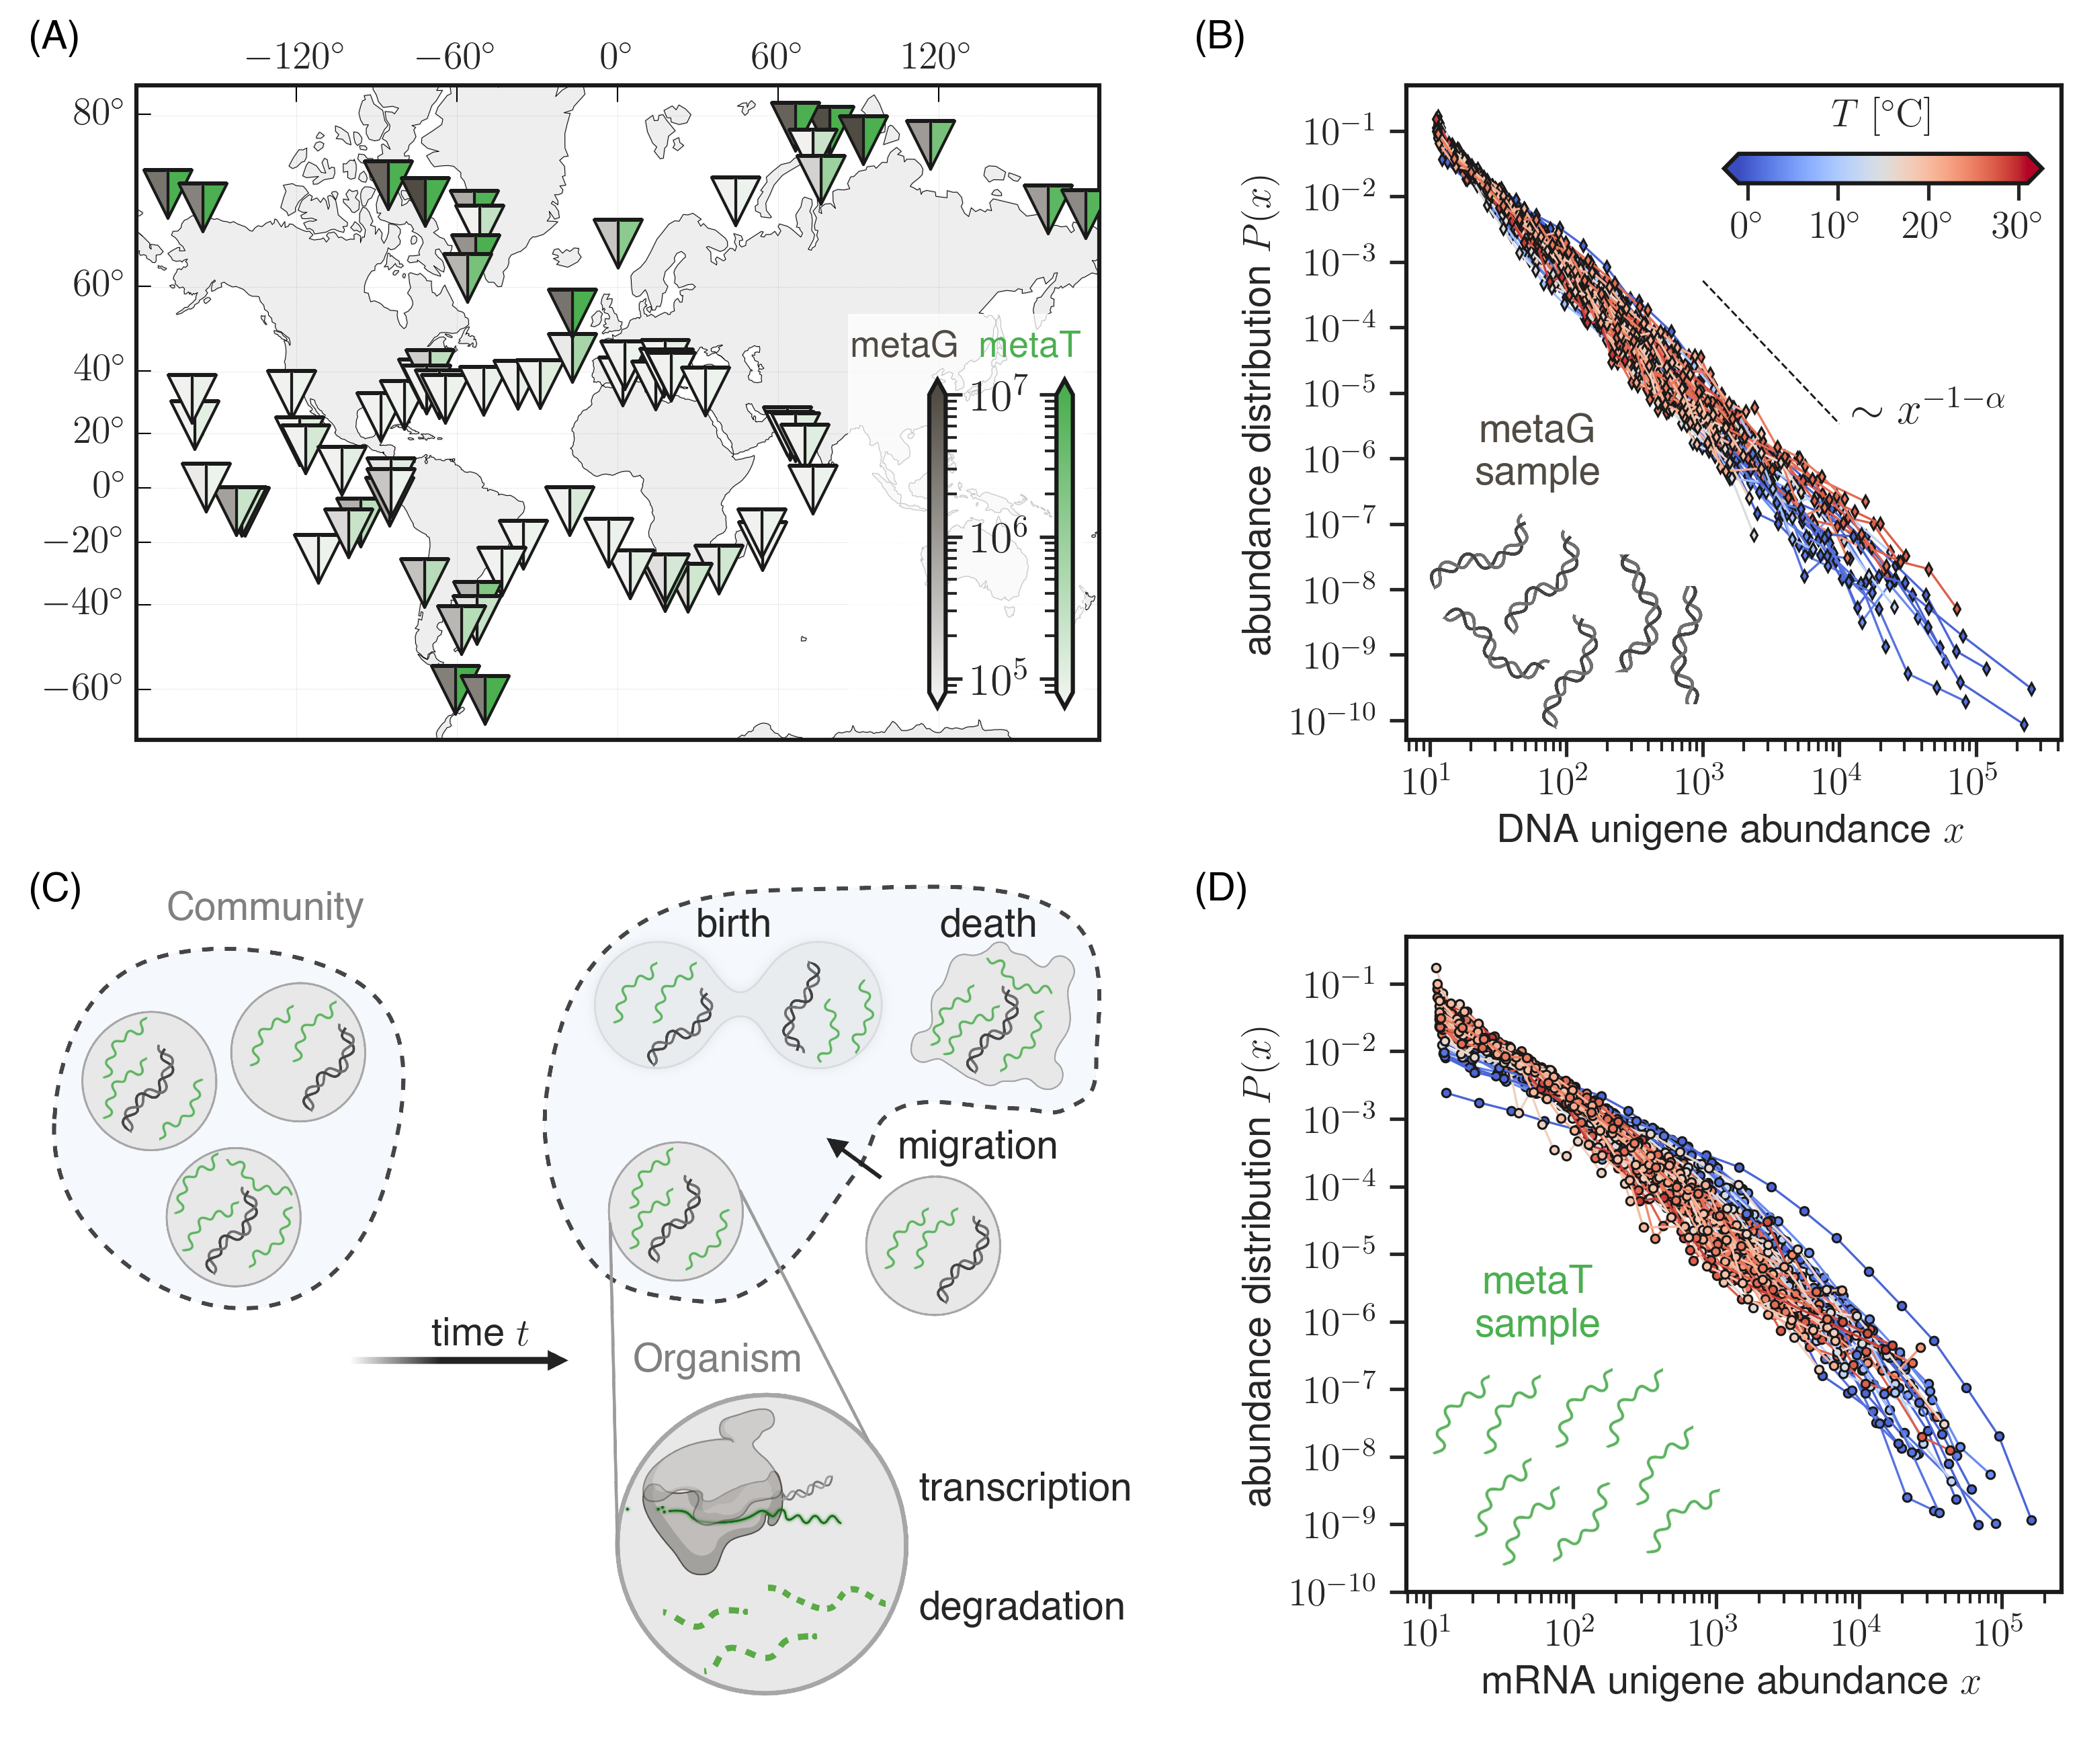 (A)
−120° −60° 0° 60° 120°
80°
60°
40°
20°
0°
−20°
−40°
−60°
metaG metaT
10⁷
10⁶
10⁵
(B)
abundance distribution P(x)
10⁻¹
10⁻²
10⁻³
10⁻⁴
10⁻⁵
10⁻⁶
10⁻⁷
10⁻⁸
10⁻⁹
10⁻¹⁰
T [°C]
0° 10° 20° 30°
∼ x⁻¹⁻ᵅ
metaG
sample
10¹ 10² 10³ 10⁴ 10⁵
DNA unigene abundance x
(C)
Community
birth
death
migration
time t
Organism
transcription
degradation
(D)
abundance distribution P(x)
10⁻¹
10⁻²
10⁻³
10⁻⁴
10⁻⁵
10⁻⁶
10⁻⁷
10⁻⁸
10⁻⁹
10⁻¹⁰
metaT
sample
10¹ 10² 10³ 10⁴ 10⁵
mRNA unigene abundance x